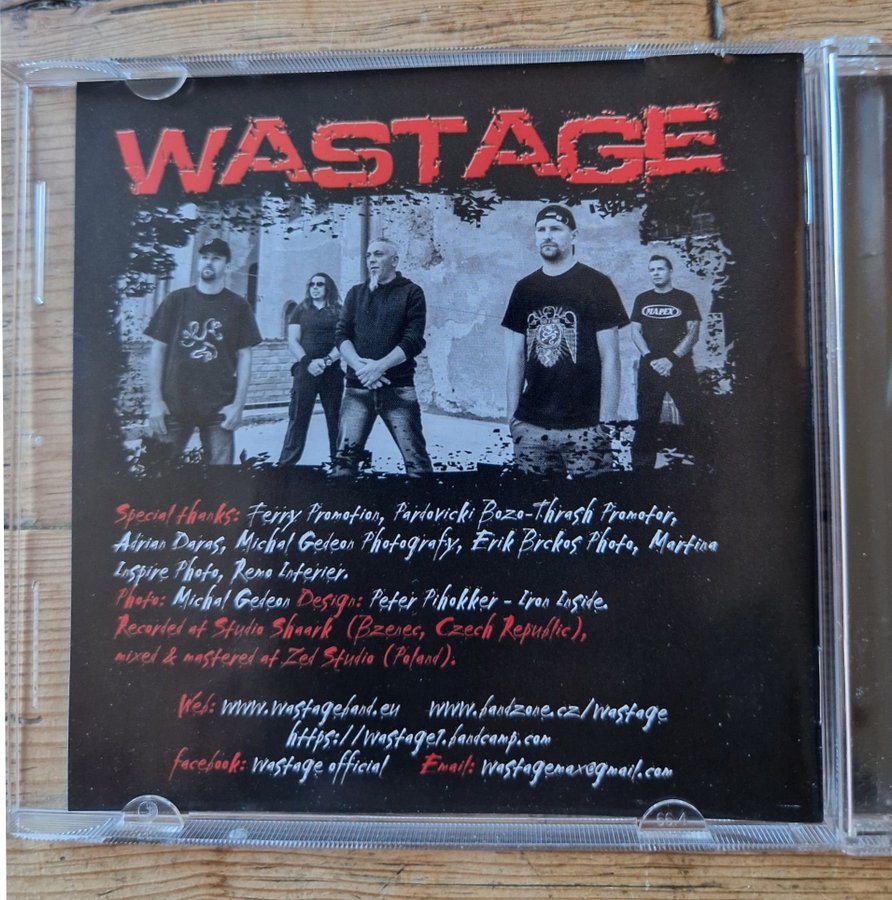 WASTAGE
MAPEX
Special thanks: Ferry Promotion, Pardovicki Bozo-Thrash Promotor,
Adrian Daras, Michal Gedeon Photografy, Erik Brckos Photo, Martina
Inspire Photo, Remo Interier.
Photo: Michal Gedeon Design: Peter Pihokker - Iron Inside.
Recorded at Studio Shaark (Bzenec, Czech Republic),
mixed & mastered at Zed Studio (Poland).
Web: www.wastageband.eu www.bandzone.cz/wastage
https://wastage1.bandcamp.com
facebook: wastage official Email: wastagemax@gmail.com